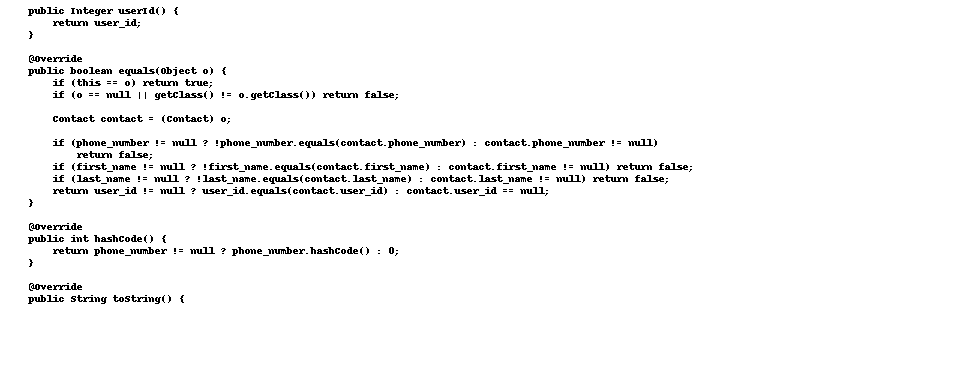 public Integer userId() {
return user_id;
}
@Override
public boolean equals(Object o) {
if (this == o) return true;
if (o == null || getClass() != o.getClass()) return false;
Contact contact = (Contact) o;
if (phone_number != null ? !phone_number.equals(contact.phone_number) : contact.phone_number != null)
return false;
if (first_name != null ? !first_name.equals(contact.first_name) : contact.first_name != null) return false;
if (last_name != null ? !last_name.equals(contact.last_name) : contact.last_name != null) return false;
return user_id != null ? user_id.equals(contact.user_id) : contact.user_id == null;
}
@Override
public int hashCode() {
return phone_number != null ? phone_number.hashCode() : 0;
}
@Override
public String toString() {